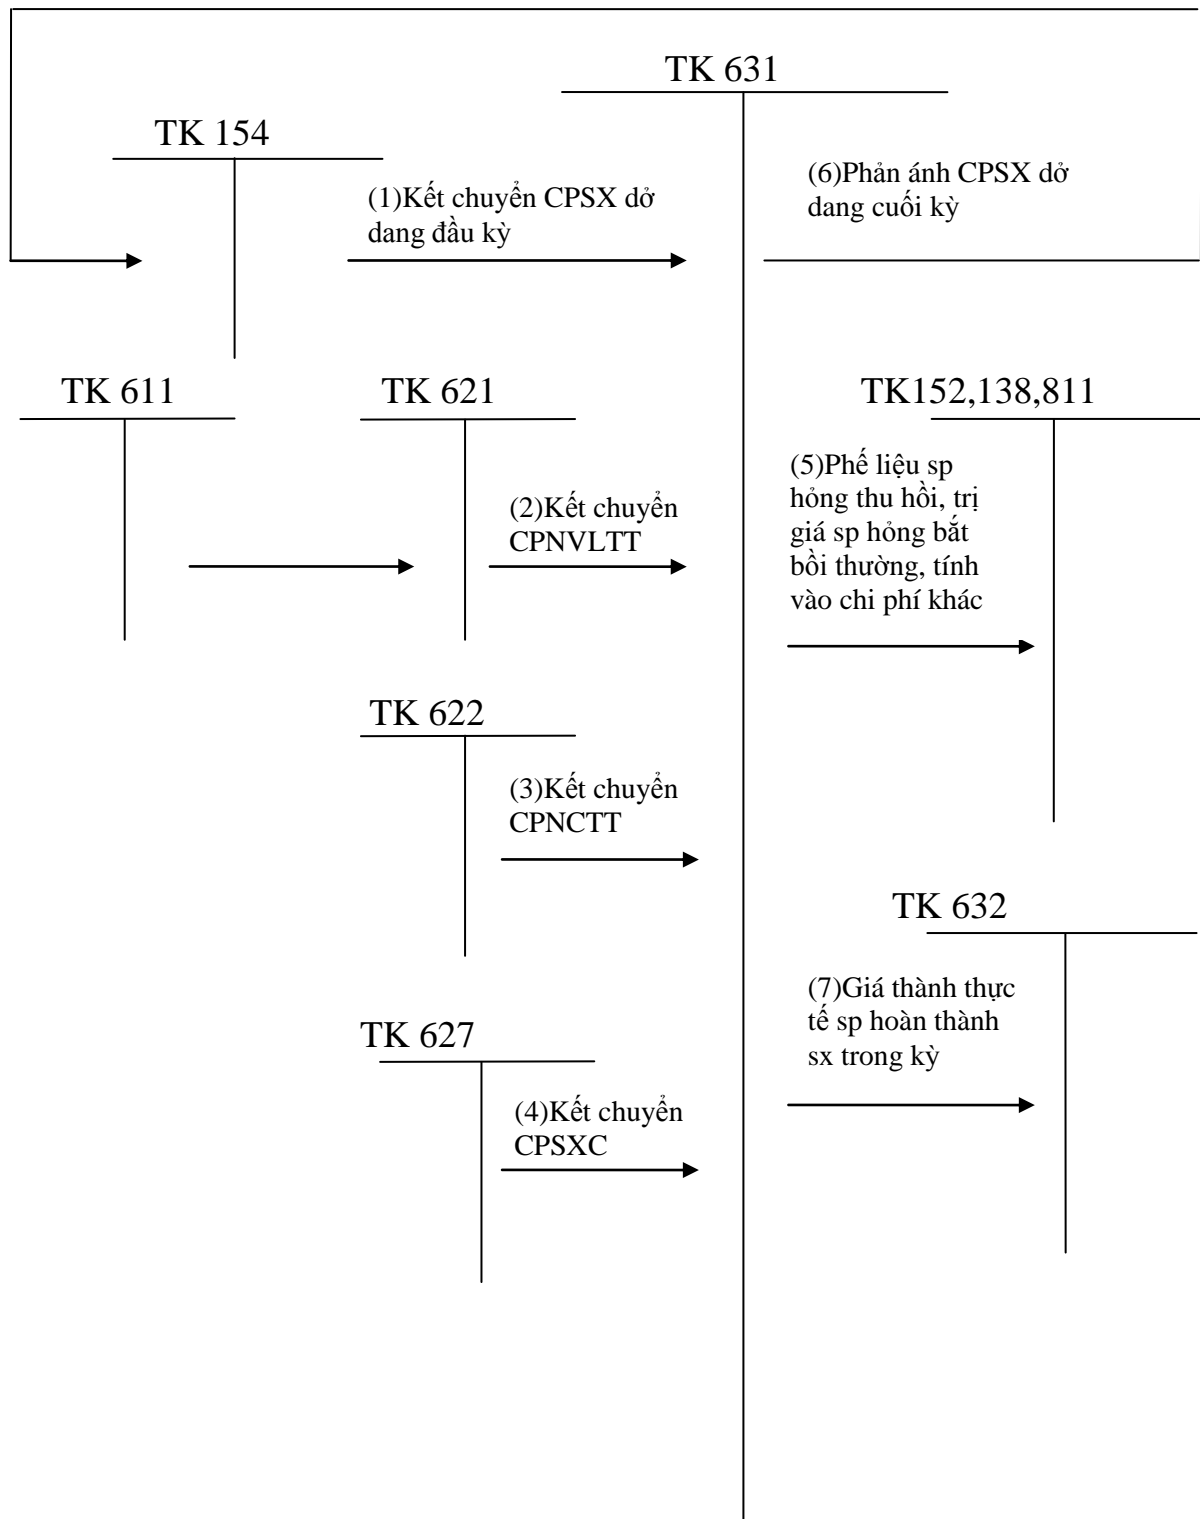 TK 631
TK 154
(1)Kết chuyển CPSX dở
dang đầu kỳ
(6)Phản ánh CPSX dở
dang cuối kỳ
TK 611
TK 621
TK152,138,811
(2)Kết chuyển
CPNVLTT
(5)Phế liệu sp
hỏng thu hồi, trị
giá sp hỏng bắt
bồi thường, tính
vào chi phí khác
TK 622
(3)Kết chuyển
CPNCTT
TK 632
(7)Giá thành thực
tế sp hoàn thành
sx trong kỳ
TK 627
(4)Kết chuyển
CPSXC